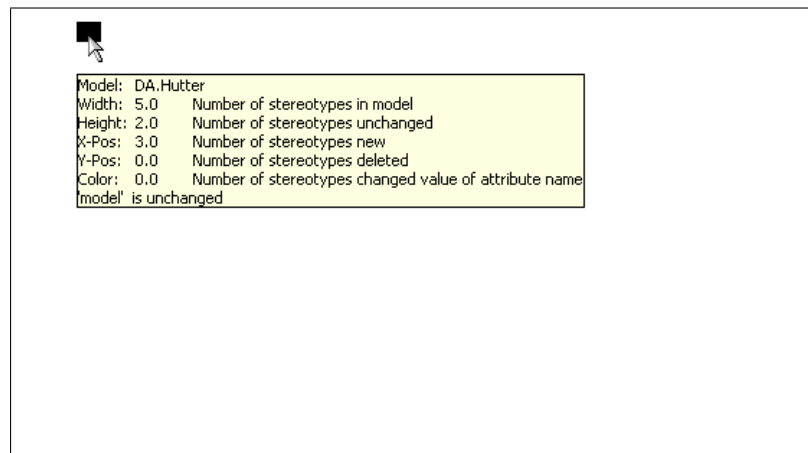 Model: DA.Hutter
Width: 5.0 Number of stereotypes in model
Height: 2.0 Number of stereotypes unchanged
X-Pos: 3.0 Number of stereotypes new
Y-Pos: 0.0 Number of stereotypes deleted
Color: 0.0 Number of stereotypes changed value of attribute name
'model' is unchanged